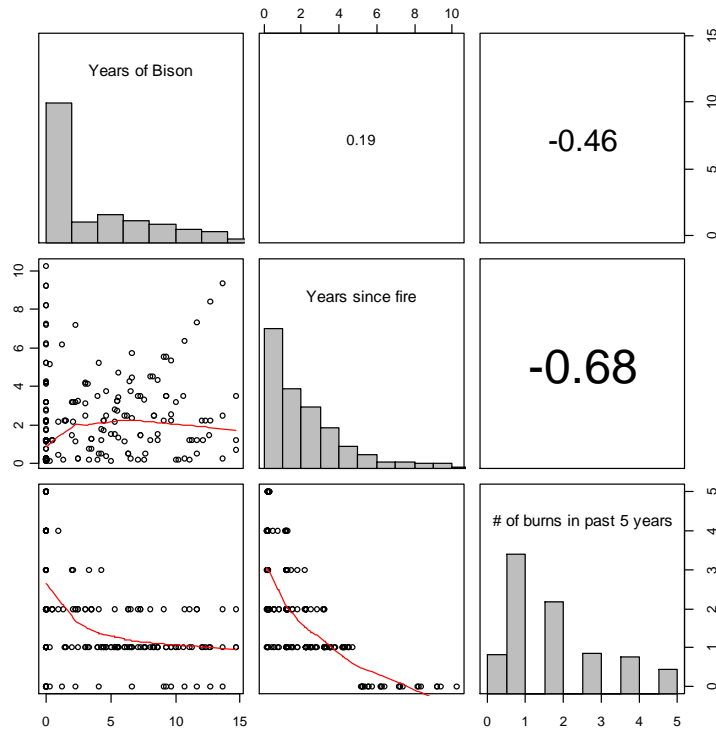 0 2 4 6 8 10
Years of Bison
0.19
-0.46
0 5 10 15
0 2 4 6 8 10
Years since fire
-0.68
# of burns in past 5 years
0 1 2 3 4 5
0 5 10 15
0 1 2 3 4 5